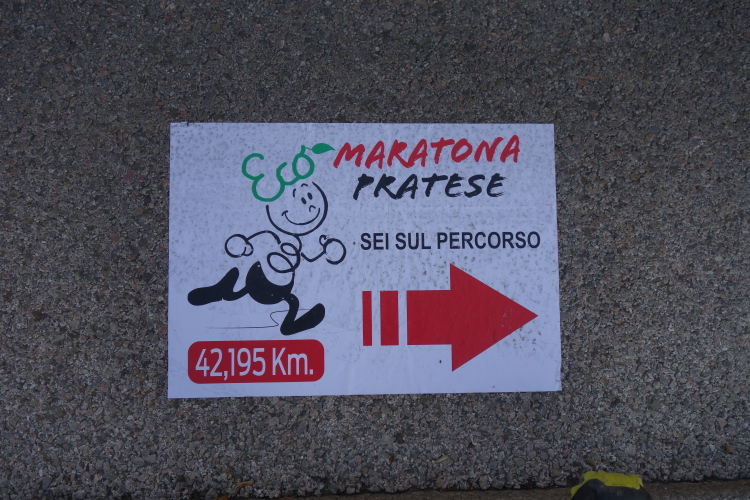 Eco MARATONA
PRATESE
SEI SUL PERCORSO
42,195 Km.